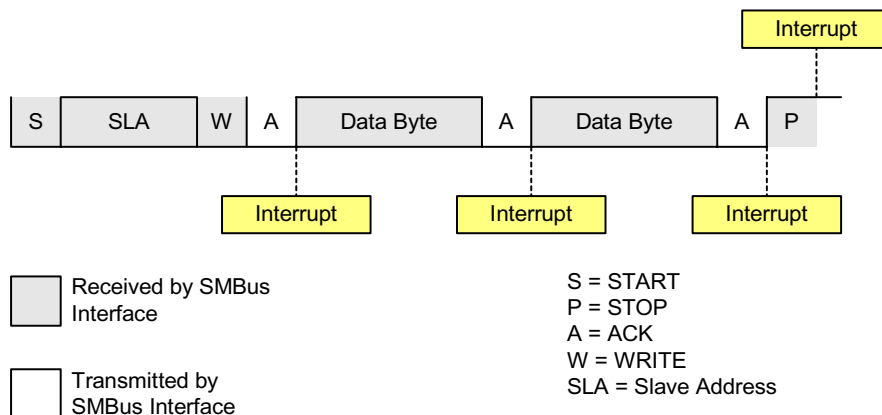 Interrupt
S SLA W A Data Byte A Data Byte A P
Interrupt Interrupt Interrupt
Received by SMBus
Interface
Transmitted by
SMBus Interface
S = START
P = STOP
A = ACK
W = WRITE
SLA = Slave Address